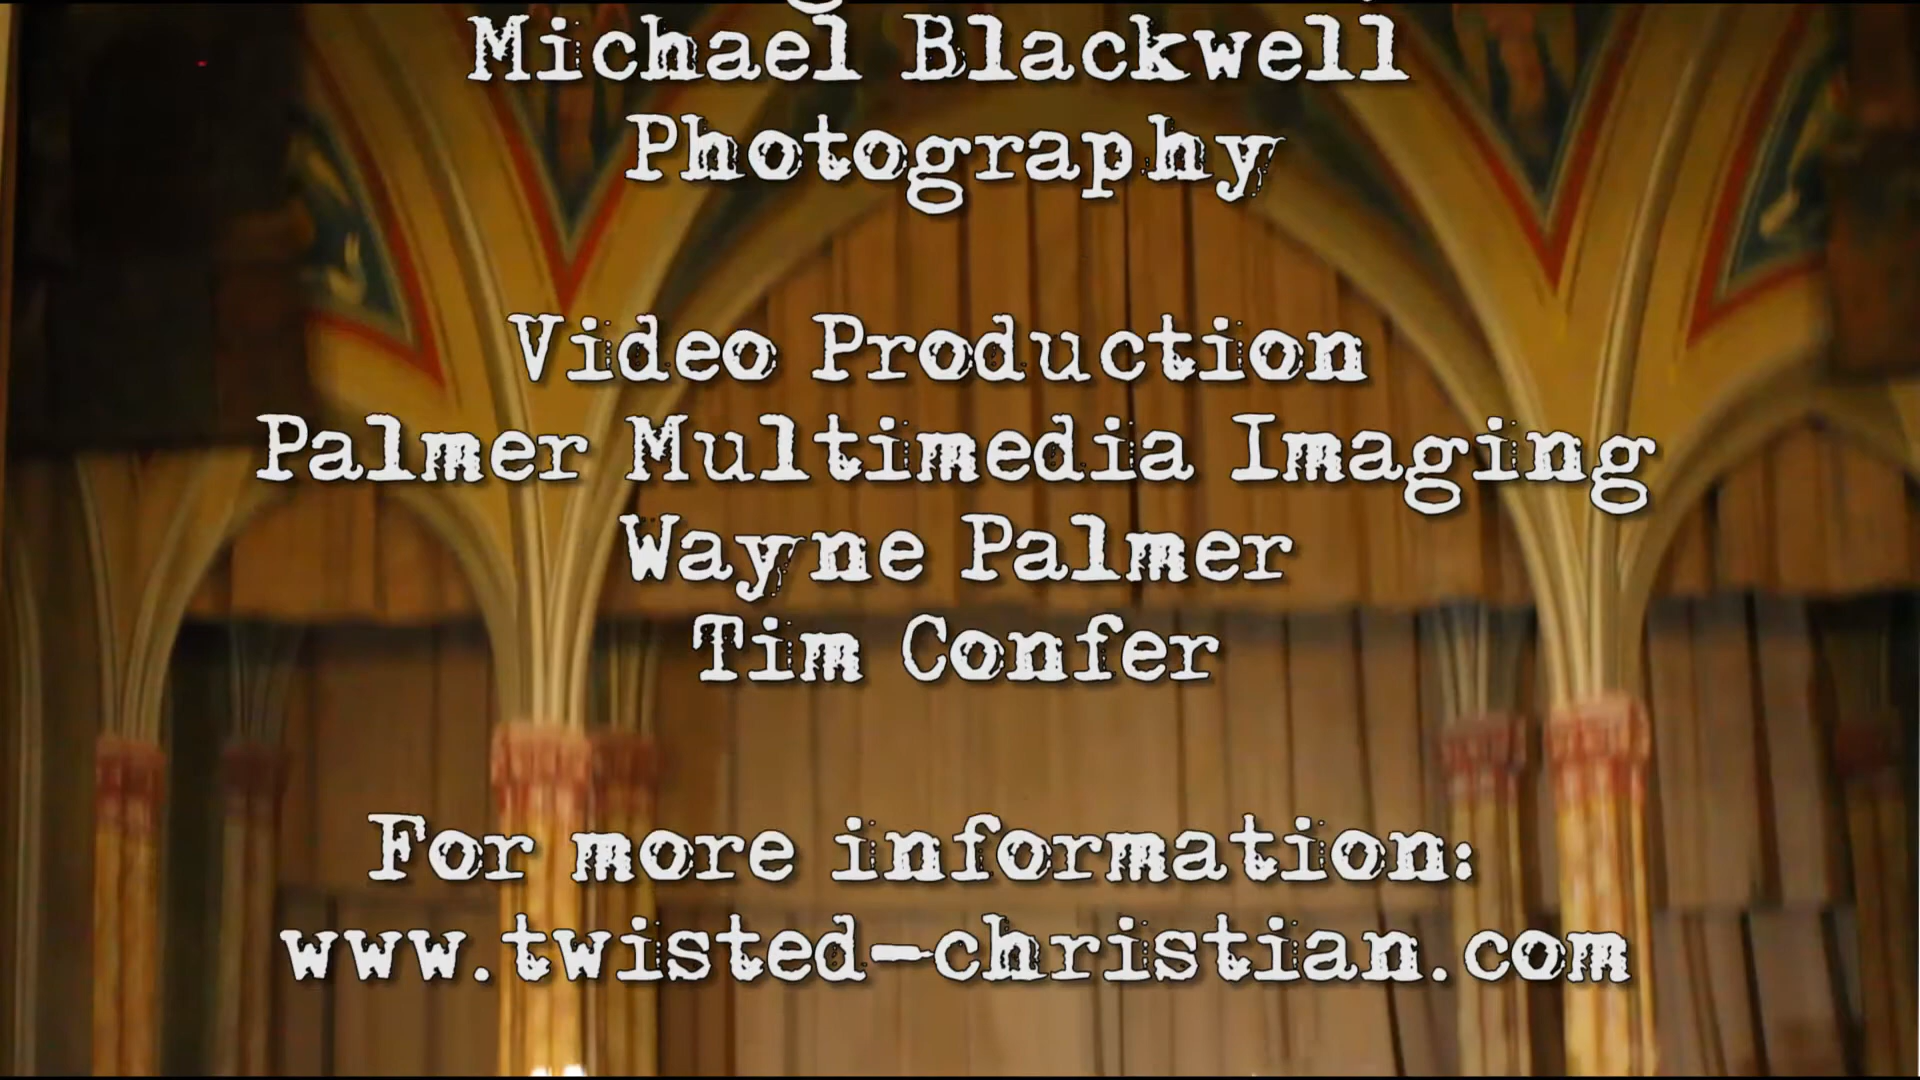 Michael Blackwell
Photography
Video Production
Palmer Multimedia Imaging
Wayne Palmer
Tim Confer
For more information:
www.twisted-christian.com